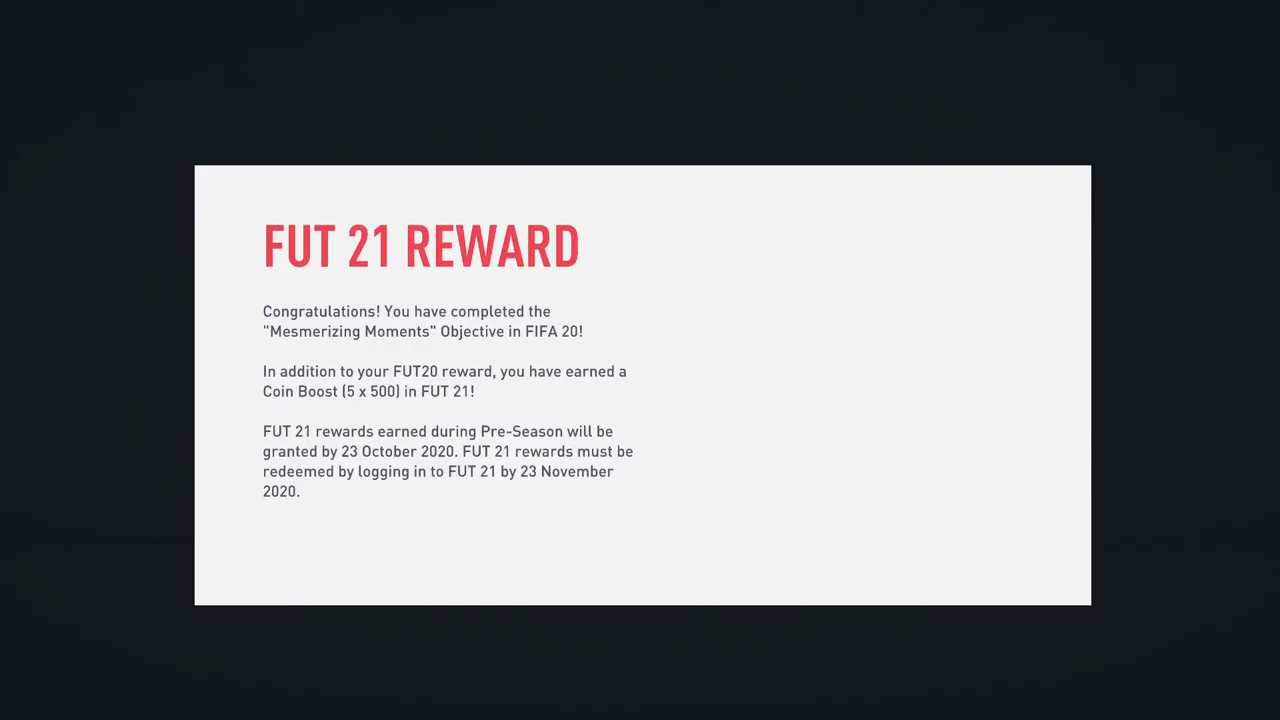 FUT 21 REWARD
Congratulations! You have completed the
"Mesmerizing Moments" Objective in FIFA 20!
In addition to your FUT20 reward, you have earned a
Coin Boost (5 x 500) in FUT 21!
FUT 21 rewards earned during Pre-Season will be
granted by 23 October 2020. FUT 21 rewards must be
redeemed by logging in to FUT 21 by 23 November
2020.